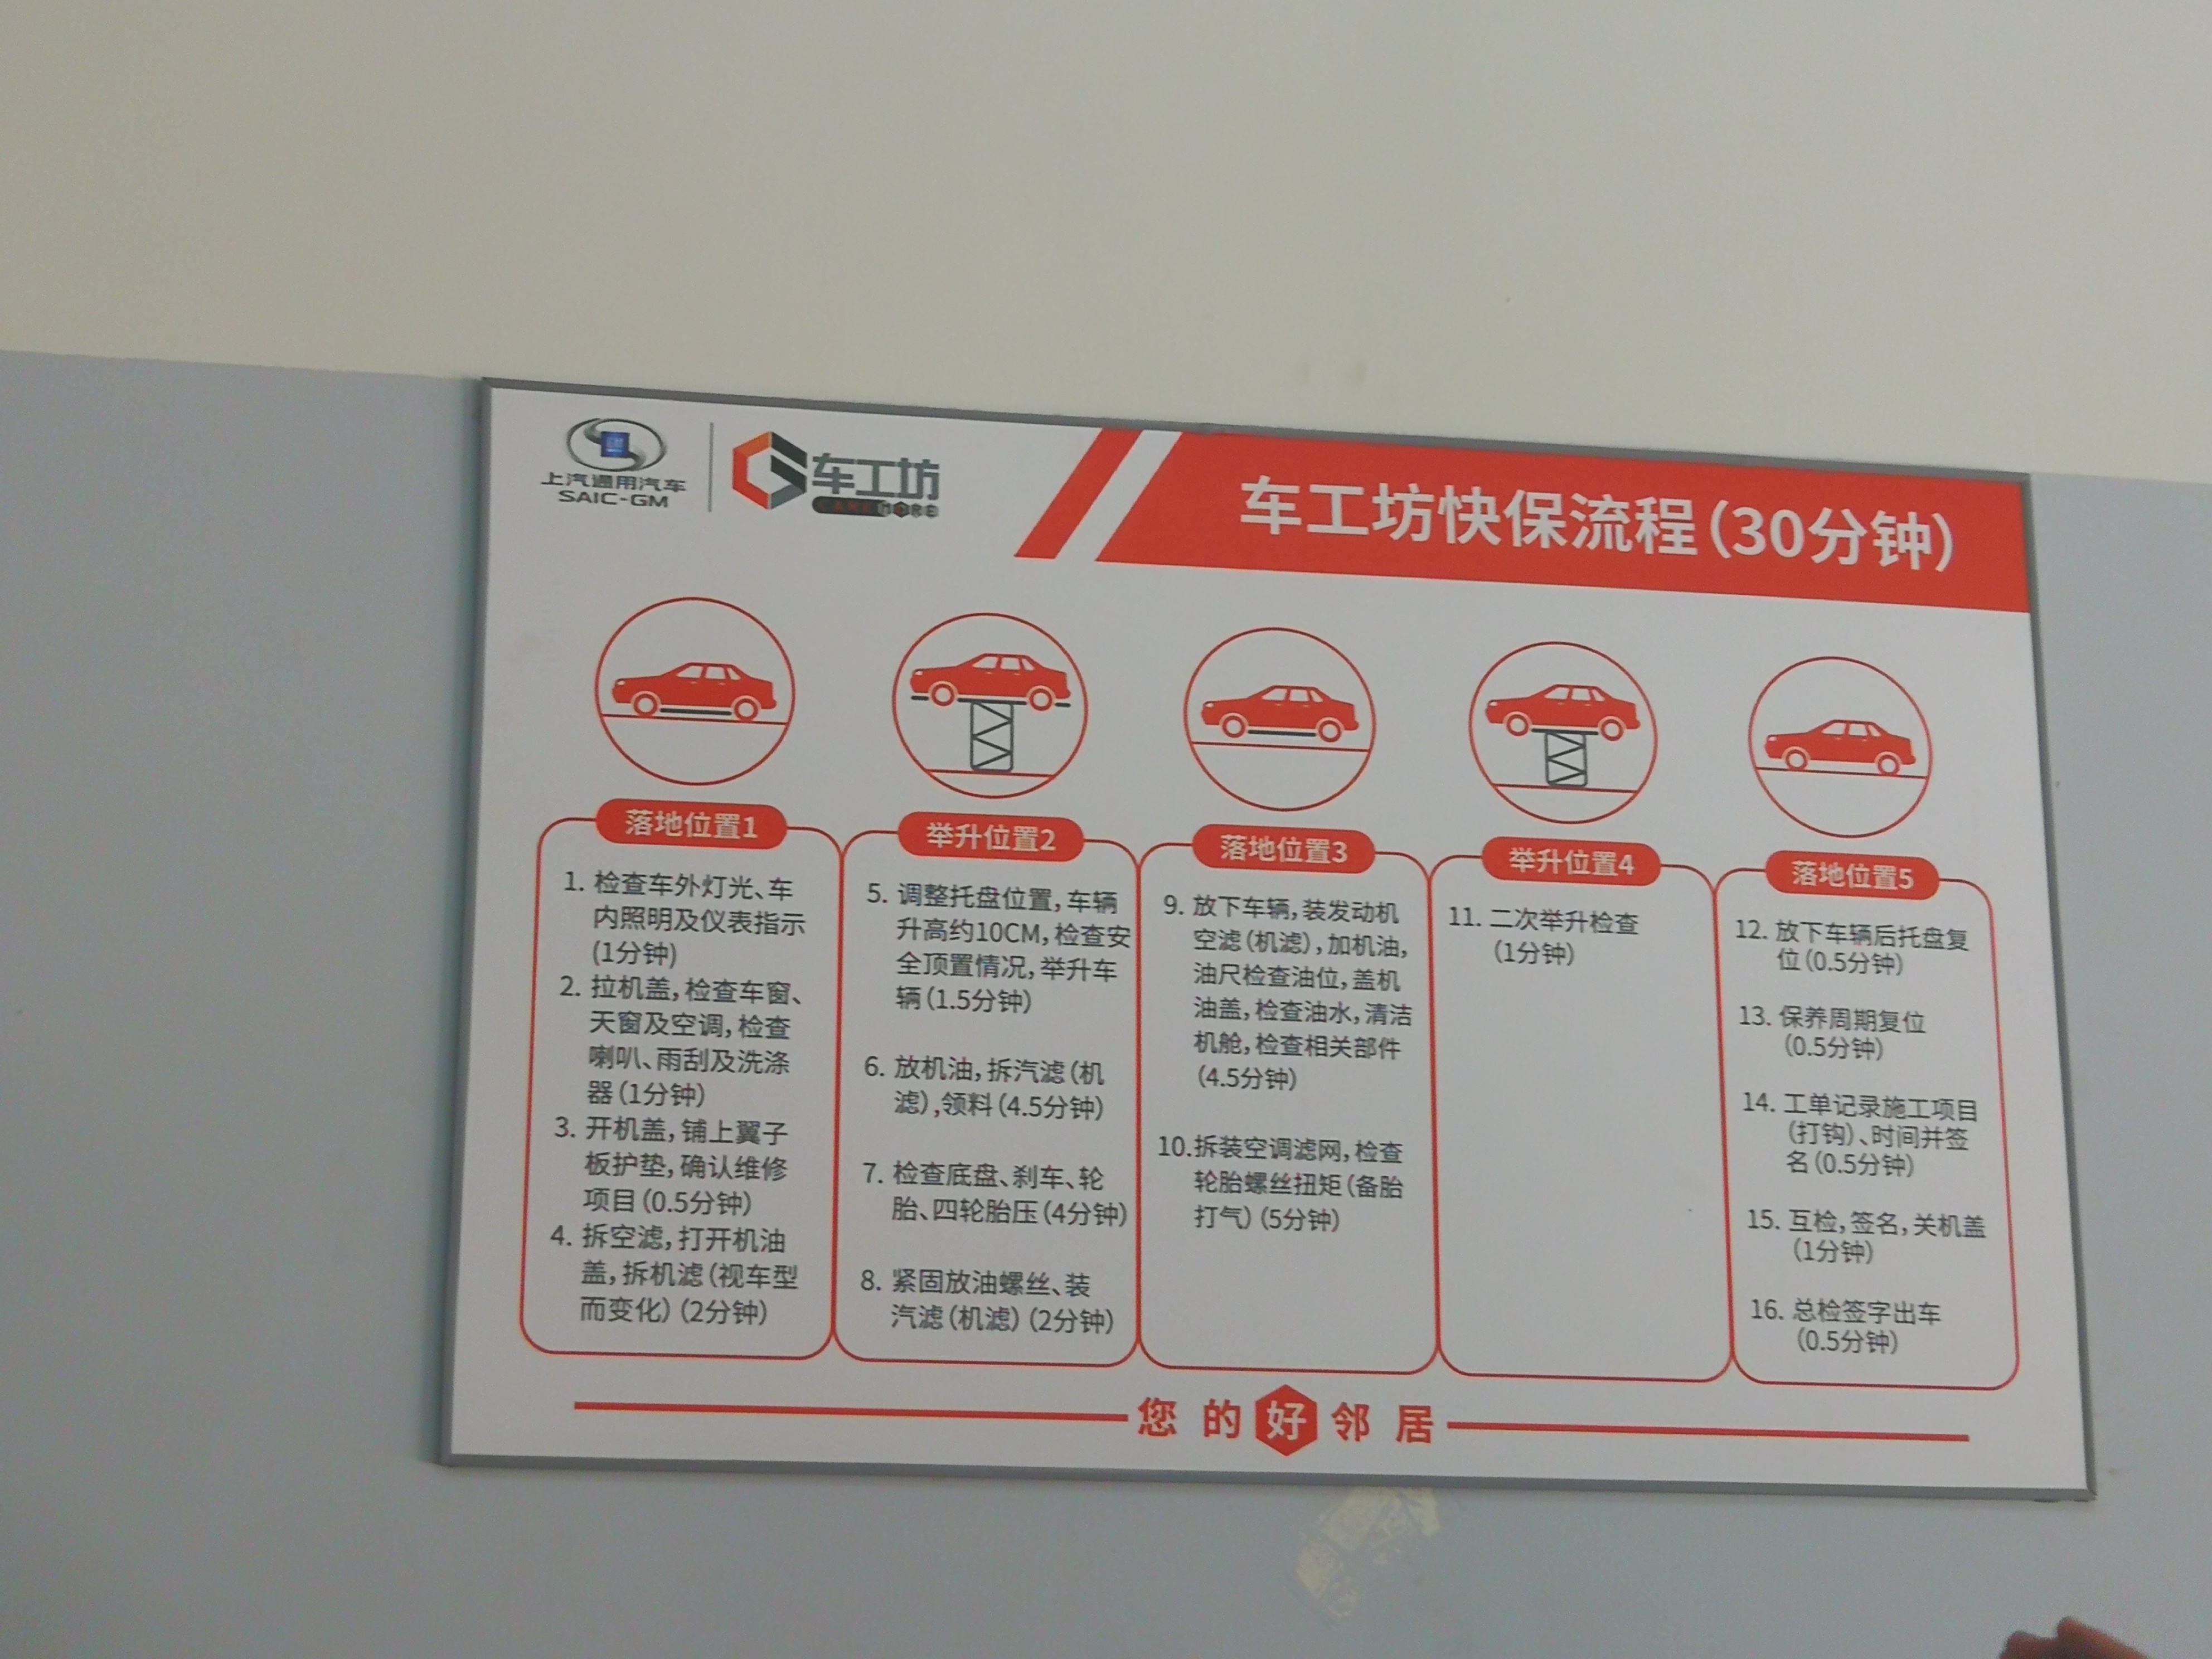 上汽通用汽车
SAIC-GM
车工坊
车工坊快保流程(30分钟)
落地位置1
1. 检查车外灯光、车
内照明及仪表指示
(1分钟)
2. 拉机盖,检查车窗、
天窗及空调,检查
喇叭、雨刮及洗涤
器(1分钟)
3. 开机盖,铺上翼子
板护垫,确认维修
项目(0.5分钟)
4. 拆空滤,打开机油
盖,拆机滤(视车型
而变化)(2分钟)
举升位置2
5. 调整托盘位置,车辆
升高约10CM,检查安
全顶置情况,举升车
辆(1.5分钟)
6. 放机油,拆汽滤(机
滤),领料(4.5分钟)
7. 检查底盘、刹车、轮
胎、四轮胎压(4分钟)
8. 紧固放油螺丝、装
汽滤(机滤)(2分钟)
落地位置3
9. 放下车辆,装发动机
空滤(机滤),加机油,
油尺检查油位,盖机
油盖,检查油水,清洁
机舱,检查相关部件
(4.5分钟)
10.拆装空调滤网,检查
轮胎螺丝扭矩(备胎
打气)(5分钟)
举升位置4
11. 二次举升检查
(1分钟)
落地位置5
12. 放下车辆后托盘复
位(0.5分钟)
13. 保养周期复位
(0.5分钟)
14. 工单记录施工项目
(打钩)、时间并签
名(0.5分钟)
15. 互检,签名,关机盖
(1分钟)
16. 总检签字出车
(0.5分钟)
您的好邻居